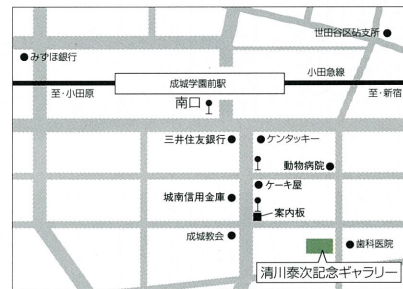 世田谷区砧支所
みずほ銀行
小田急線
成城学園前駅
至・小田原
至・新宿
南口
三井住友銀行
ケンタッキー
動物病院
ケーキ屋
城南信用金庫
案内板
成城教会
歯科医院
清川泰次記念ギャラリー